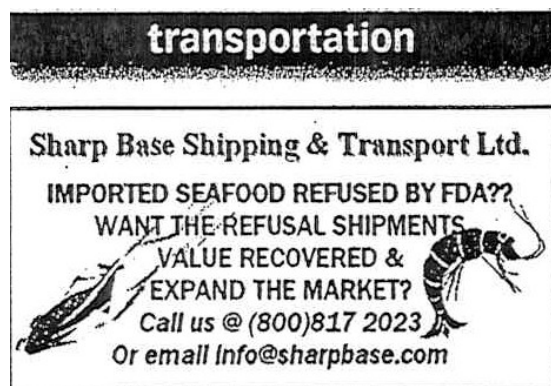 transportation
Sharp Base Shipping & Transport Ltd.
IMPORTED SEAFOOD REFUSED BY FDA??
WANT THE REFUSAL SHIPMENTS
VALUE RECOVERED &
EXPAND THE MARKET?
Call us @ (800)817 2023
Or email info@sharpbase.com